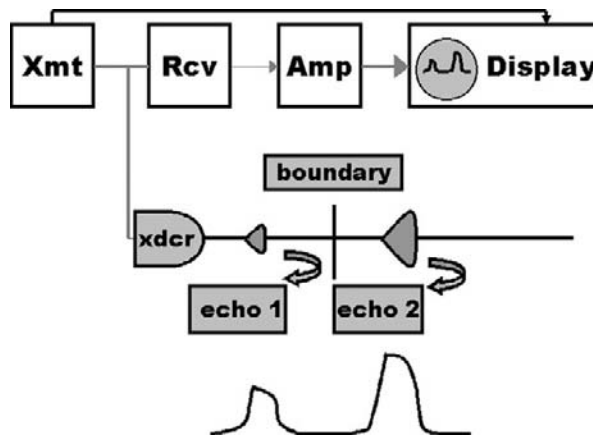 Xmt
Rcv
Amp
Display
boundary
xdcr
echo 1
echo 2